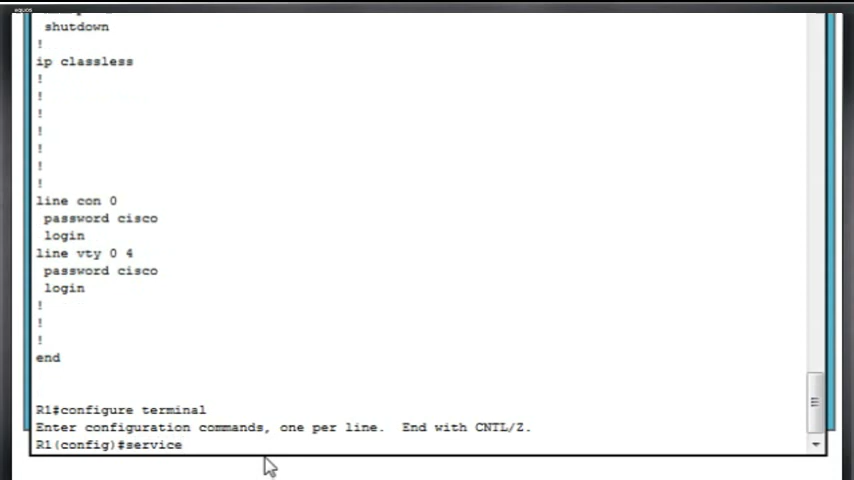 shutdown
!
ip classless
!
!
!
!
!
!
!
line con 0
password cisco
login
line vty 0 4
password cisco
login
!
!
!
end
R1#configure terminal
Enter configuration commands, one per line. End with CNTL/Z.
R1(config)#service